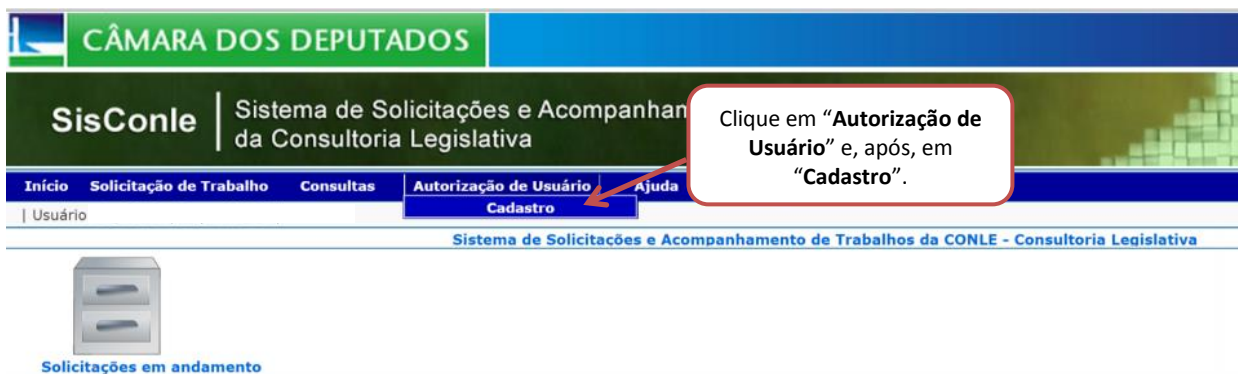 CÂMARA DOS DEPUTADOS
SisConle
Sistema de Solicitações e Acompanham
da Consultoria Legislativa
Clique em “Autorização de
Usuário” e, após, em
“Cadastro”.
Início Solicitação de Trabalho Consultas Autorização de Usuário Ajuda
Cadastro
| Usuário
Sistema de Solicitações e Acompanhamento de Trabalhos da CONLE - Consultoria Legislativa
Solicitações em andamento